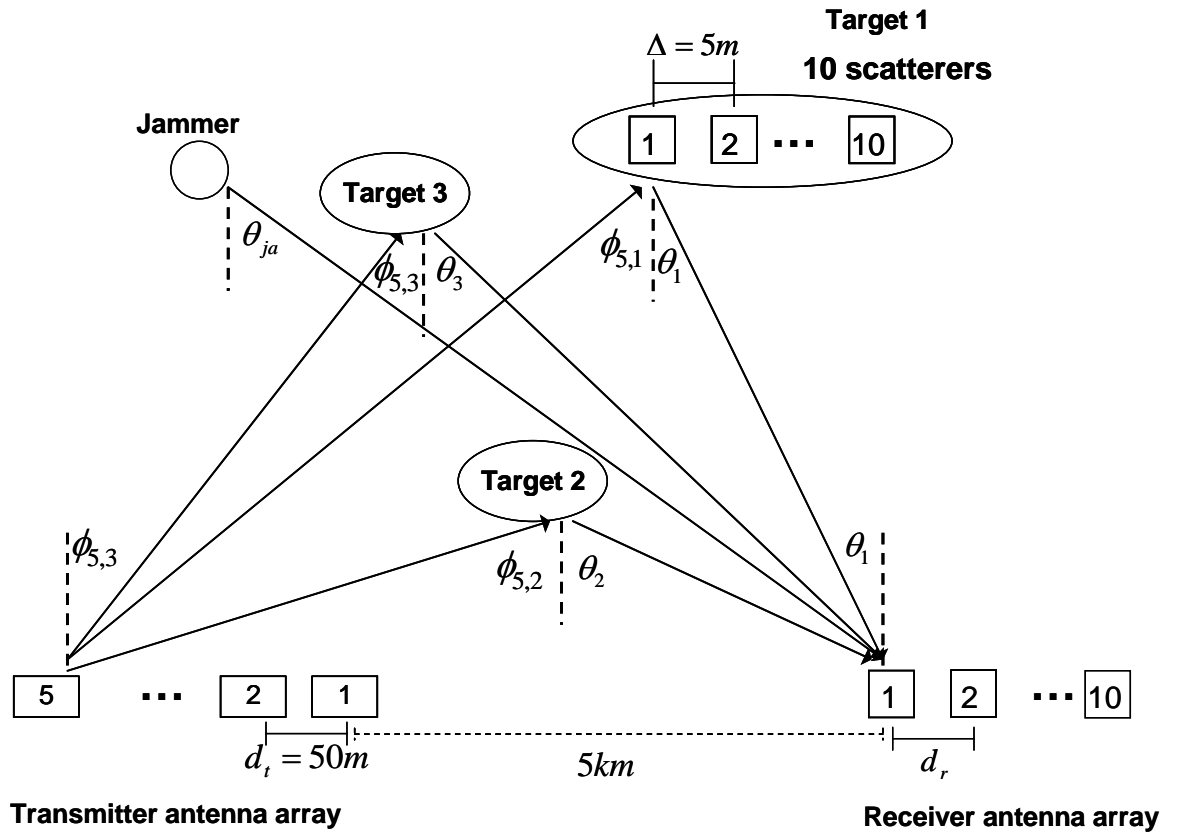 Target 1
Δ = 5m
10 scatterers
Jammer
1 2 ··· 10
Target 3
θ_ja
ϕ_5,3 θ_3
ϕ_5,1 θ_1
Target 2
ϕ_5,3
θ_1
ϕ_5,2 θ_2
5 ··· 2 1
1 2 ··· 10
d_t = 50m
5km
d_r
Transmitter antenna array
Receiver antenna array